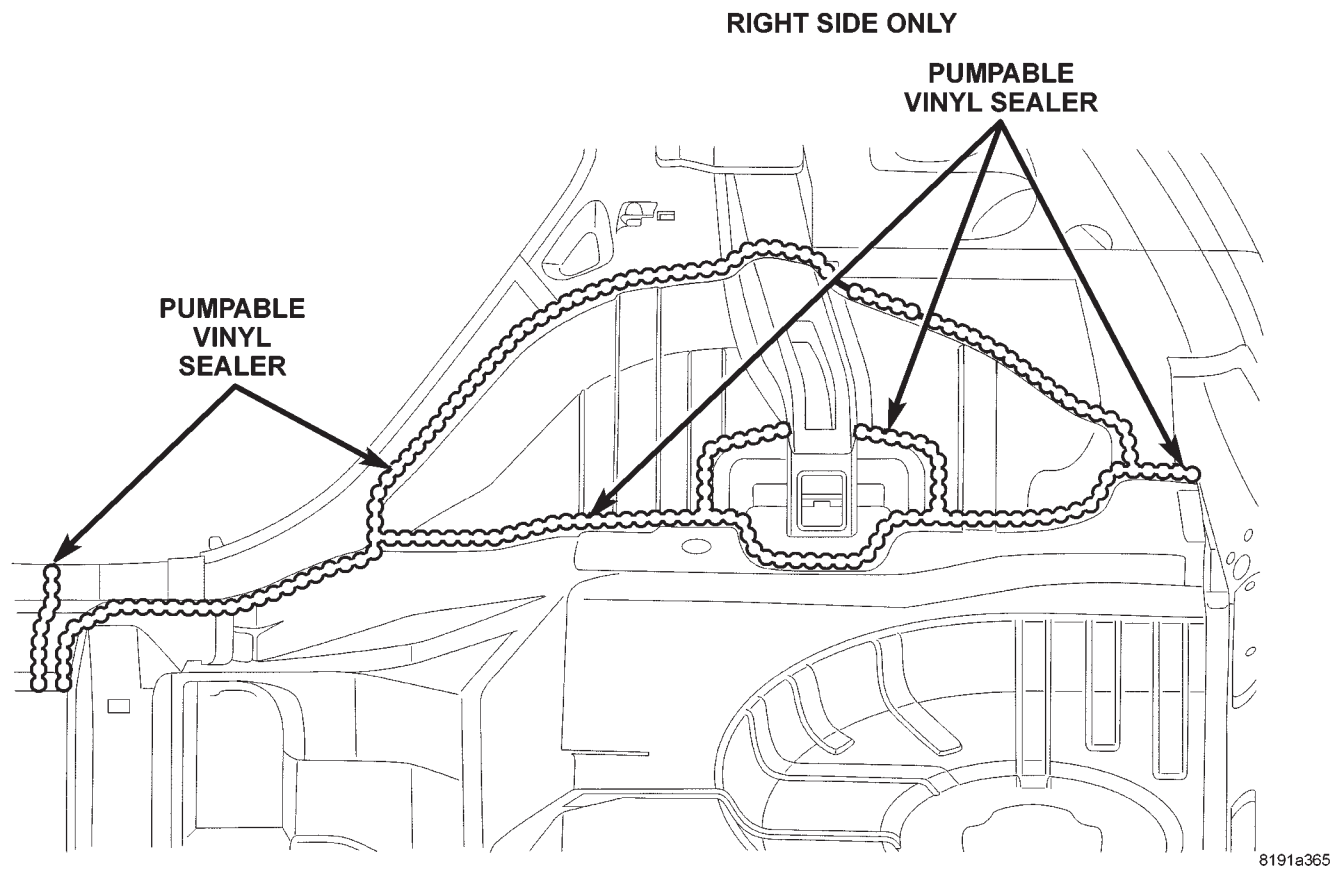 RIGHT SIDE ONLY
PUMPABLE
VINYL SEALER
PUMPABLE
VINYL
SEALER
8191a365